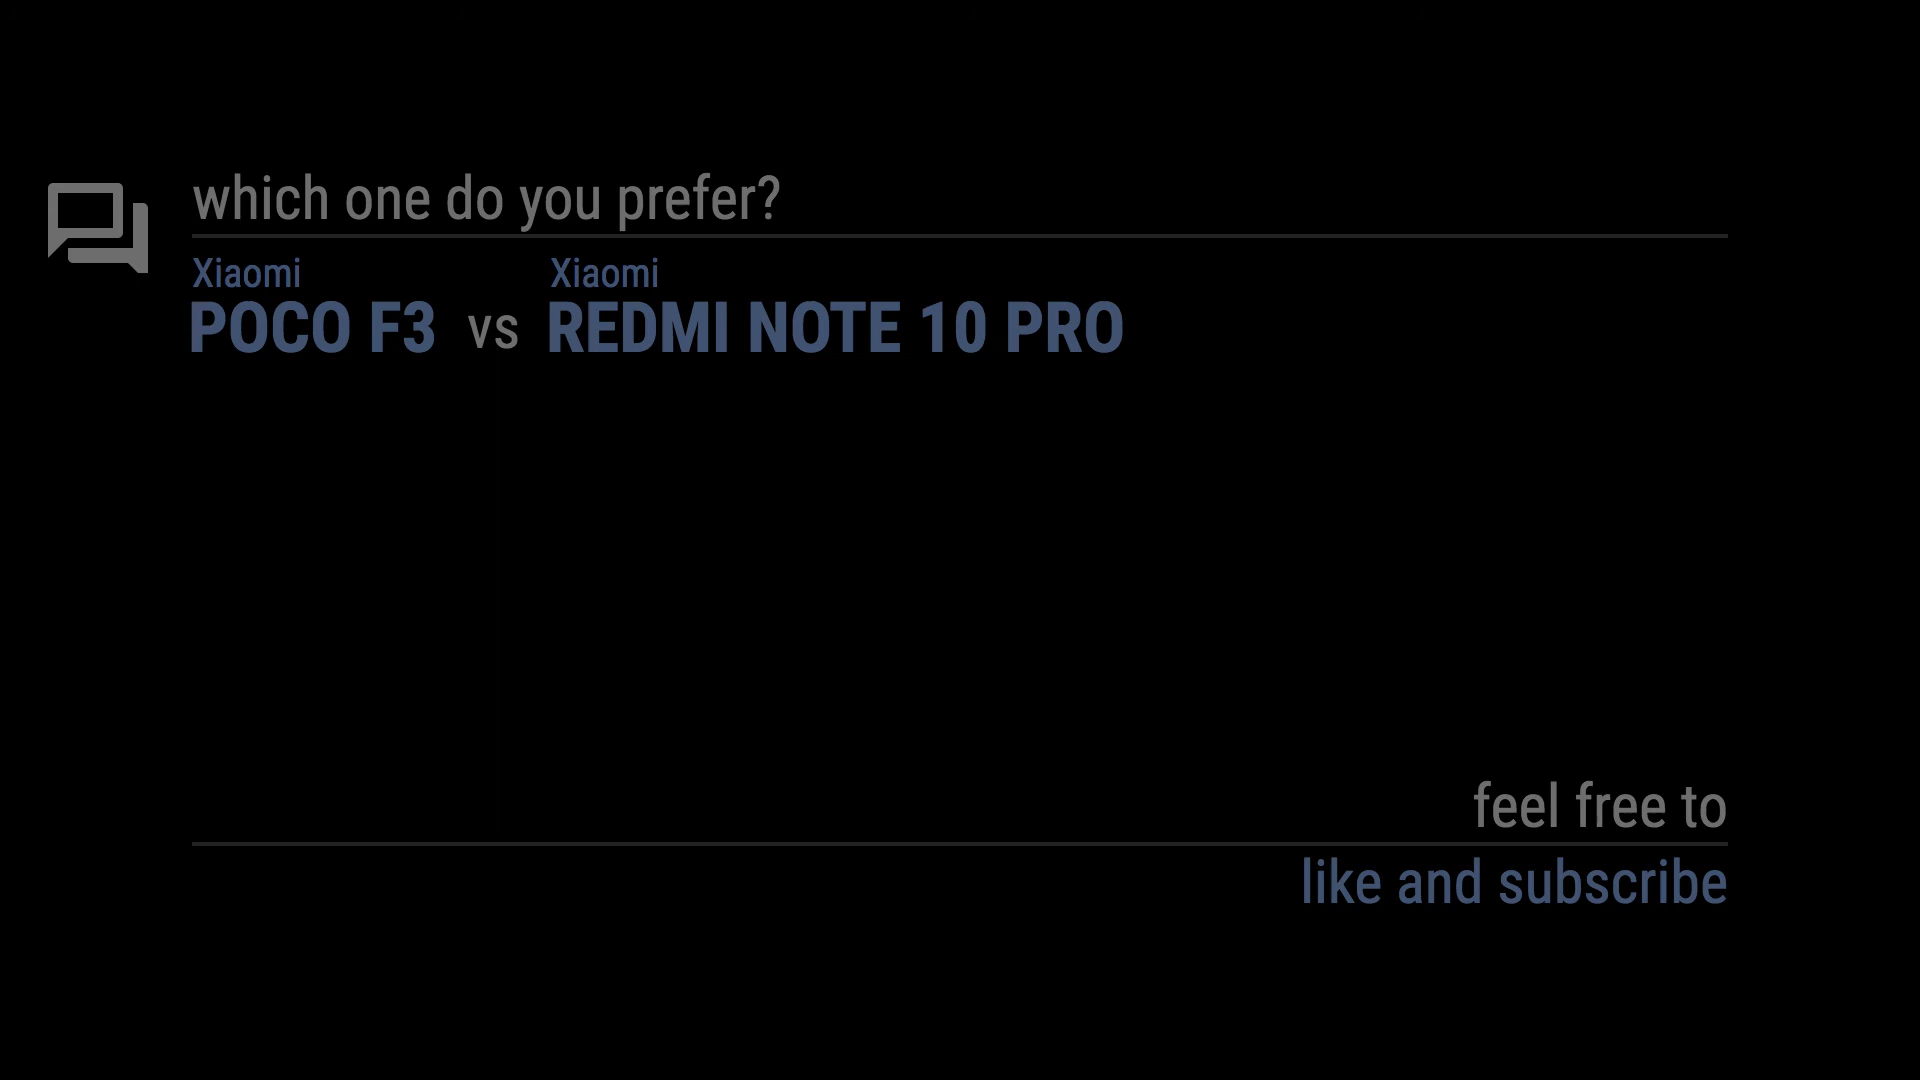 which one do you prefer?
Xiaomi Xiaomi
POCO F3 vs REDMI NOTE 10 PRO
feel free to
like and subscribe